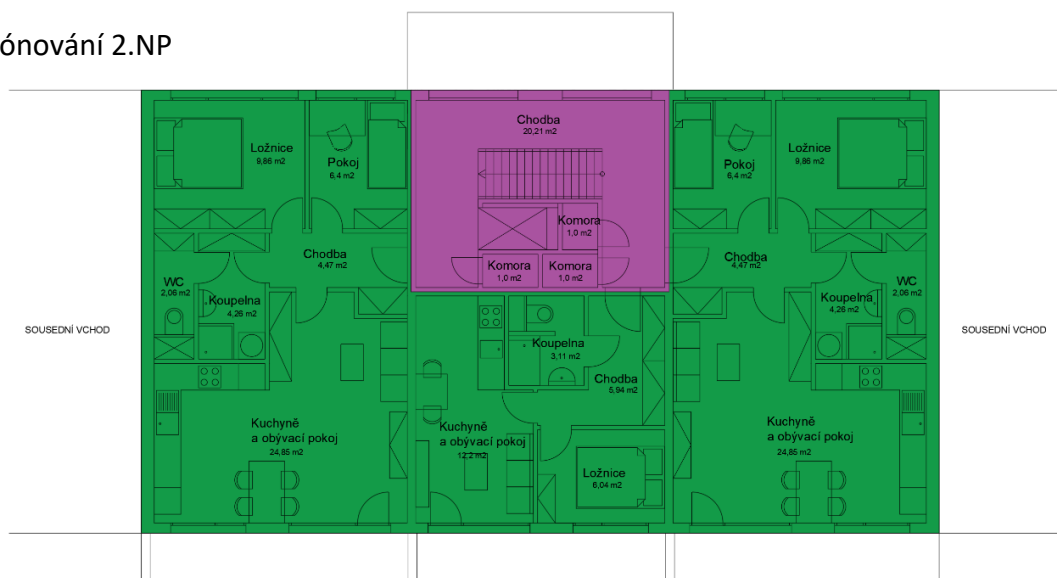 ónování 2.NP
Chodba
20,21 m2
Ložnice
9,86 m2
Pokoj
6,4 m2
Pokoj
6,4 m2
Ložnice
9,86 m2
Komora
1,0 m2
Chodba
4,47 m2
Komora
1,0 m2
Komora
1,0 m2
Chodba
4,47 m2
WC
2,06 m2
Koupelna
4,26 m2
Koupelna
4,26 m2
WC
2,06 m2
SOUSEDNÍ VCHOD
Koupelna
3,11 m2
SOUSEDNÍ VCHOD
Chodba
5,94 m2
Kuchyně
a obývací pokoj
24,85 m2
Kuchyně
a obývací pokoj
12,2 m2
Ložnice
6,04 m2
Kuchyně
a obývací pokoj
24,85 m2